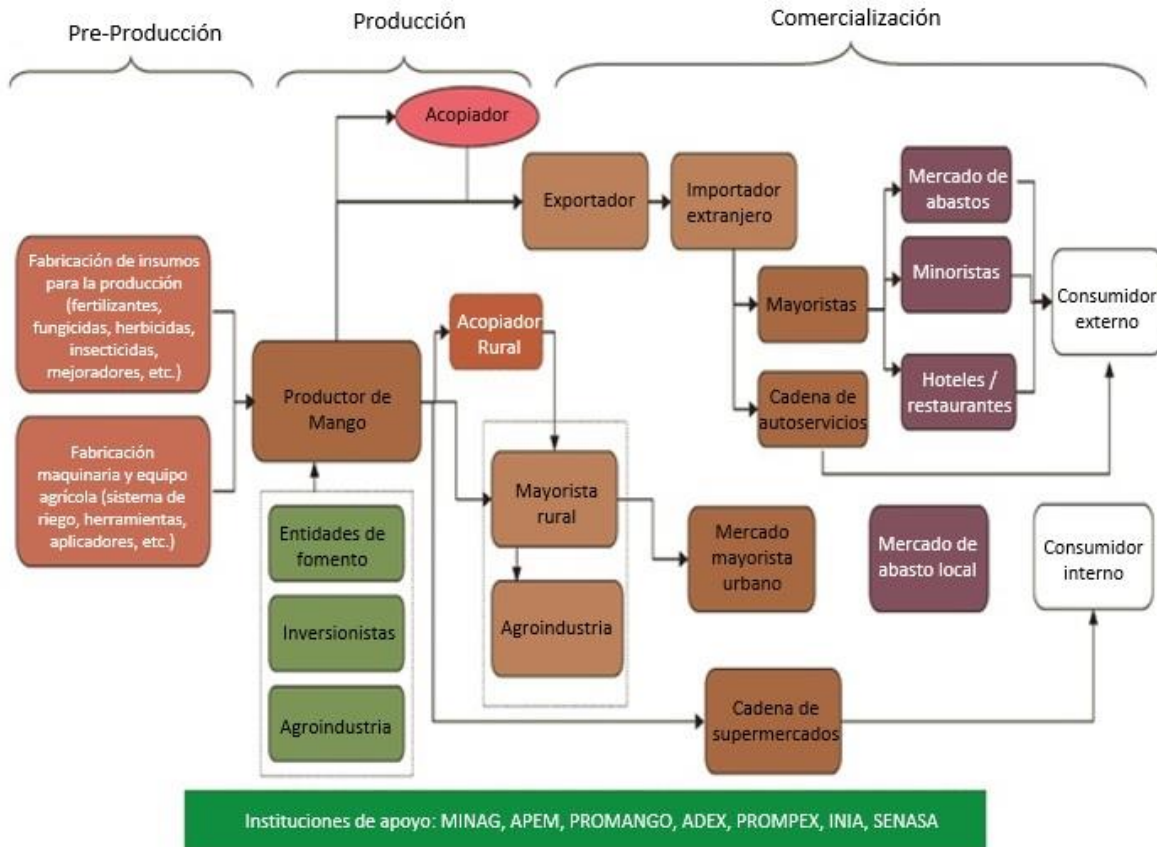 Pre-Producción
Producción
Comercialización
Acopiador
Exportador
Importador
extranjero
Mercado de
abastos
Minoristas
Hoteles /
restaurantes
Mayoristas
Cadena de
autoservicios
Consumidor
externo
Fabricación de insumos
para la producción
(fertilizantes,
fungicidas, herbicidas,
insecticidas,
mejoradores, etc.)
Fabricación
maquinaria y equipo
agrícola (sistema de
riego, herramientas,
aplicadores, etc.)
Productor de
Mango
Acopiador
Rural
Mayorista
rural
Agroindustria
Entidades de
fomento
Inversionistas
Agroindustria
Mercado
mayorista
urbano
Mercado de
abasto local
Consumidor
interno
Cadena de
supermercados
Instituciones de apoyo: MINAG, APEM, PROMANGO, ADEX, PROMPEX, INIA, SENASA